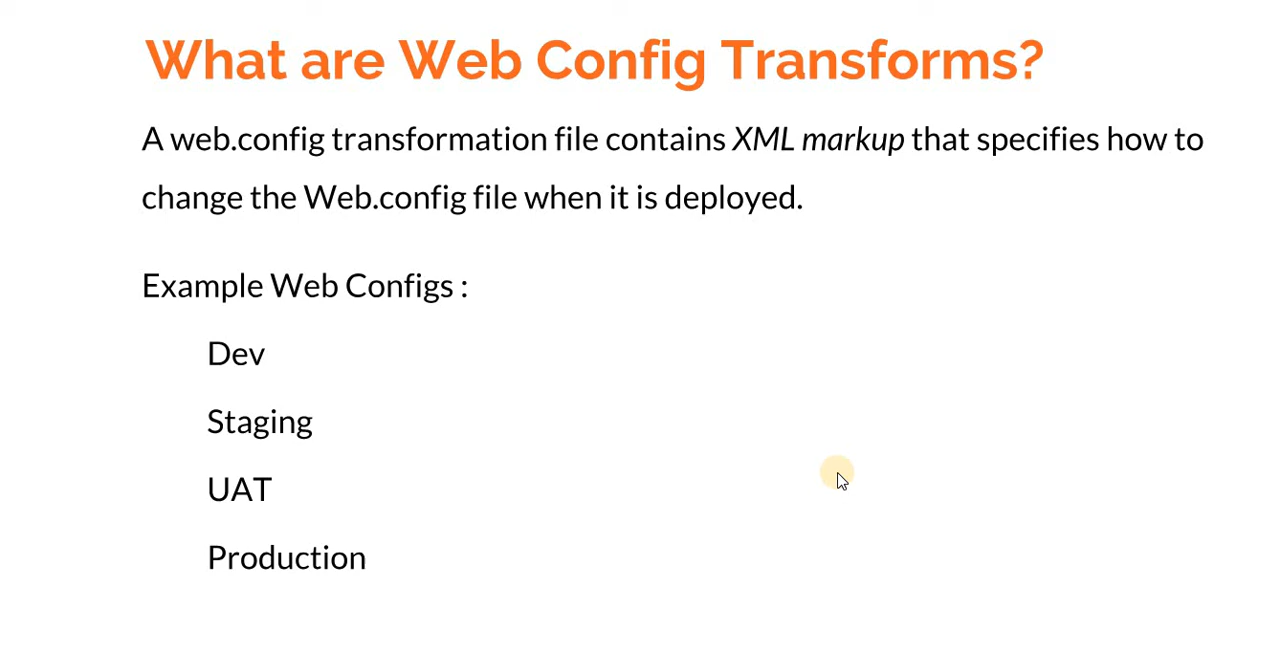 What are Web Config Transforms?
A web.config transformation file contains XML markup that specifies how to
change the Web.config file when it is deployed.
Example Web Configs :
Dev
Staging
UAT
Production